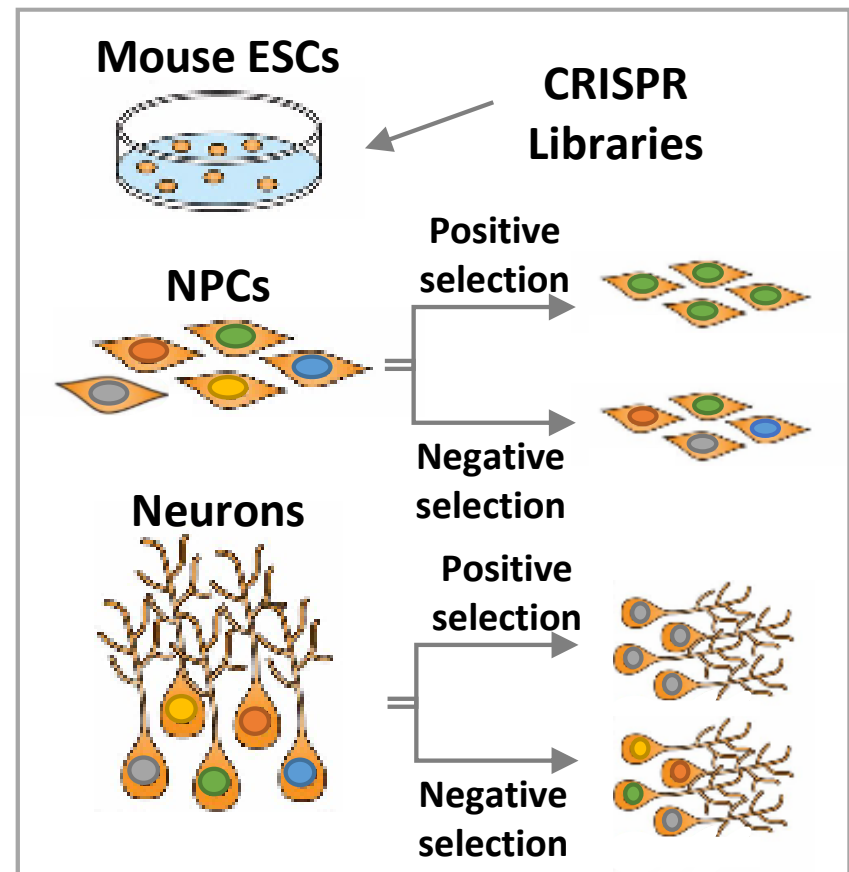 Mouse ESCs
CRISPR
Libraries
Positive
selection
NPCs
Negative
selection
Neurons
Positive
selection
Negative
selection